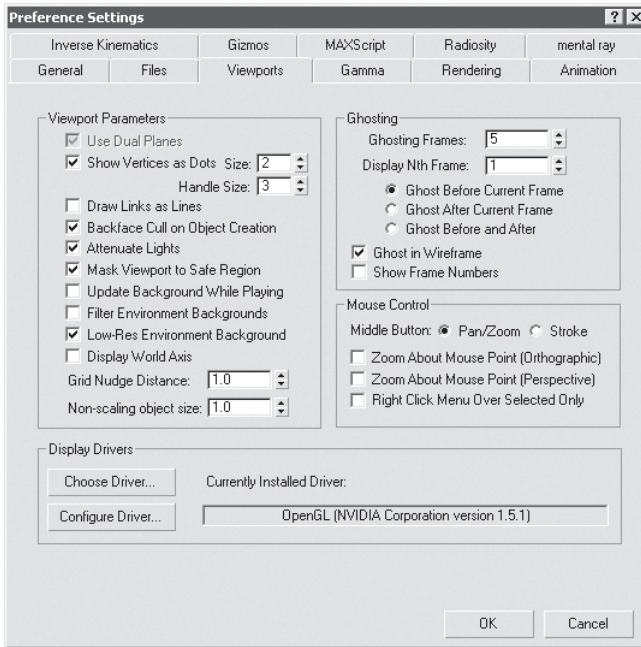 Preference Settings
Inverse Kinematics Gizmos MAXScript Radiosity mental ray
General Files Viewports Gamma Rendering Animation
Viewport Parameters
Use Dual Planes
Show Vertices as Dots Size: 2
Handle Size: 3
Draw Links as Lines
Backface Cull on Object Creation
Attenuate Lights
Mask Viewport to Safe Region
Update Background While Playing
Filter Environment Backgrounds
Low-Res Environment Background
Display World Axis
Grid Nudge Distance: 1.0
Non-scaling object size: 1.0
Ghosting
Ghosting Frames: 5
Display Nth Frame: 1
Ghost Before Current Frame
Ghost After Current Frame
Ghost Before and After
Ghost in Wireframe
Show Frame Numbers
Mouse Control
Middle Button: Pan/Zoom Stroke
Zoom About Mouse Point (Orthographic)
Zoom About Mouse Point (Perspective)
Right Click Menu Over Selected Only
Display Drivers
Choose Driver... Currently Installed Driver:
Configure Driver... OpenGL (NVIDIA Corporation version 1.5.1)
OK Cancel